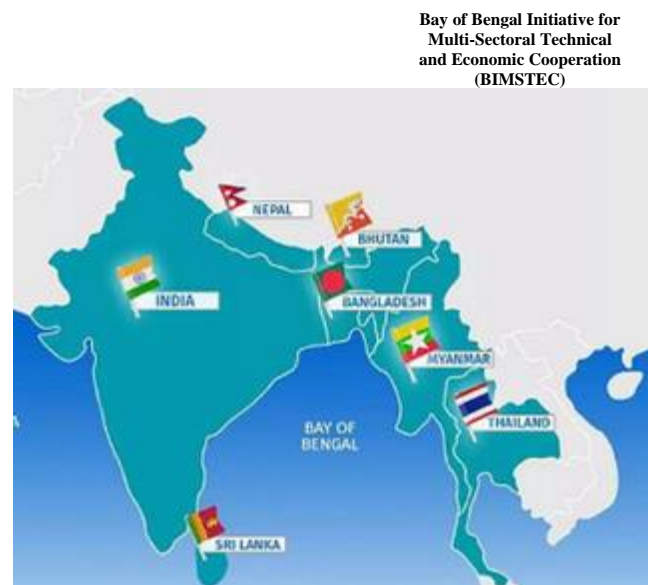 Bay of Bengal Initiative for
Multi-Sectoral Technical
and Economic Cooperation
(BIMSTEC)
NEPAL
BHUTAN
INDIA
BANGLADESH
MYANMAR
THAILAND
BAY OF
BENGAL
SRI LANKA